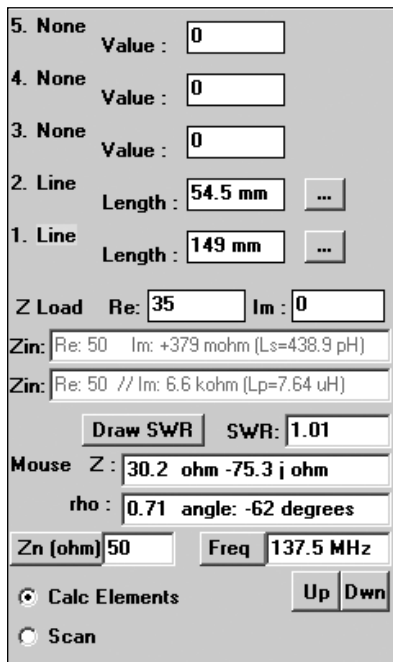 5. None
Value : 0
4. None
Value : 0
3. None
Value : 0
2. Line
Length : 54.5 mm ...
1. Line
Length : 149 mm ...
Z Load Re: 35 Im : 0
Zin: Re: 50 Im: +379 mohm (Ls=438.9 pH)
Zin: Re: 50 // Im: 6.6 kohm (Lp=7.64 uH)
Draw SWR SWR: 1.01
Mouse Z : 30.2 ohm -75.3 j ohm
rho : 0.71 angle: -62 degrees
Zn (ohm) 50 Freq 137.5 MHz
Calc Elements Up Dwn
Scan